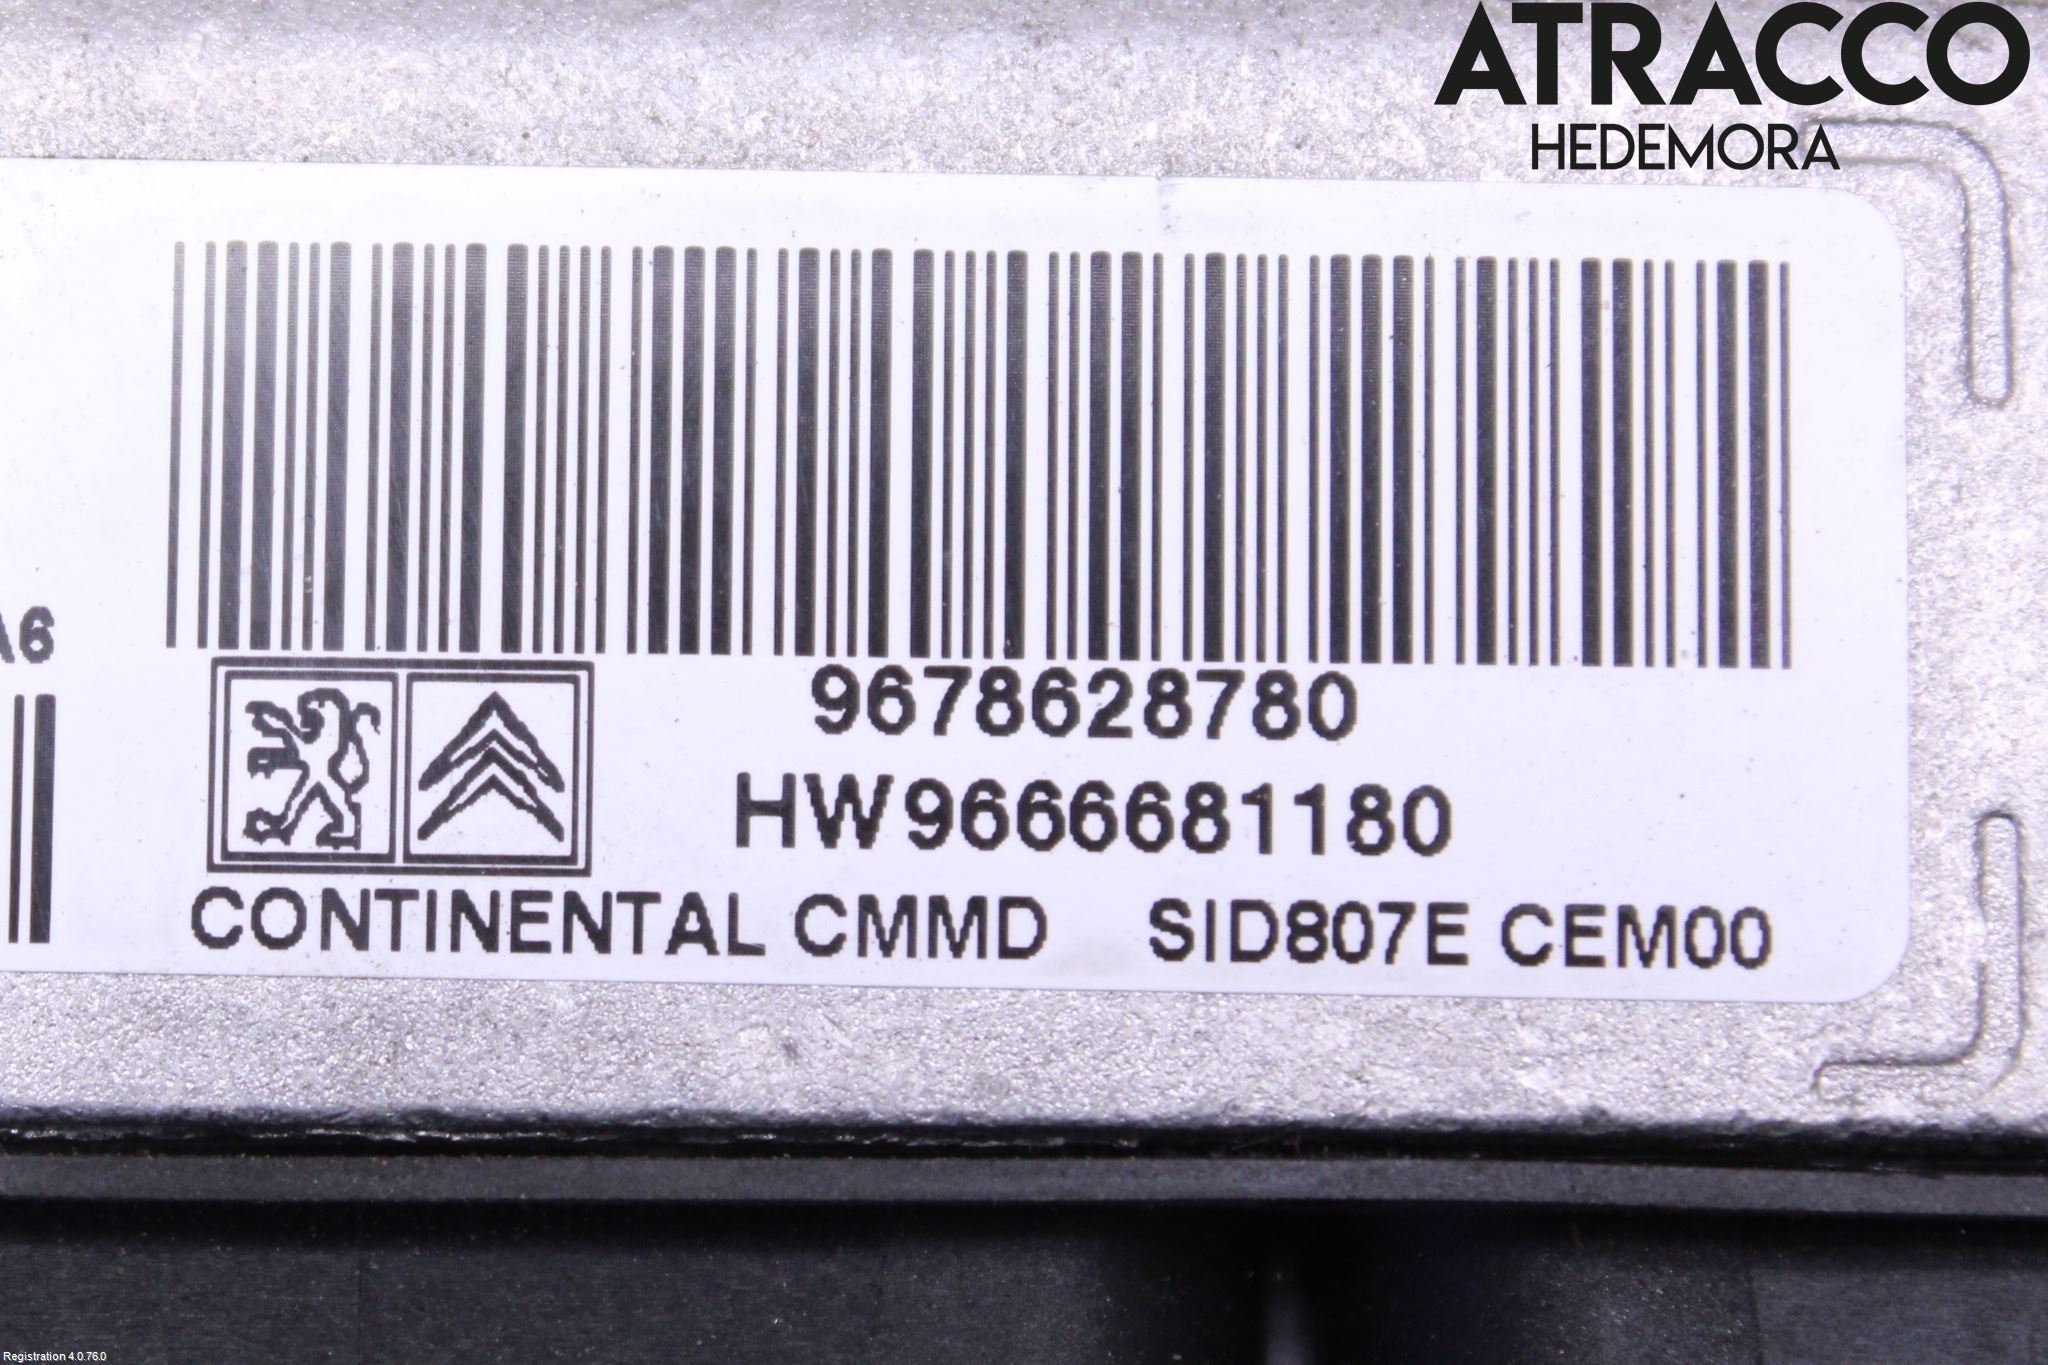 ATRACCO
HEDEMORA
A6
9678628780
HW9666681180
CONTINENTAL CMMD SID807E CEM00
Registration 4.0.76.0